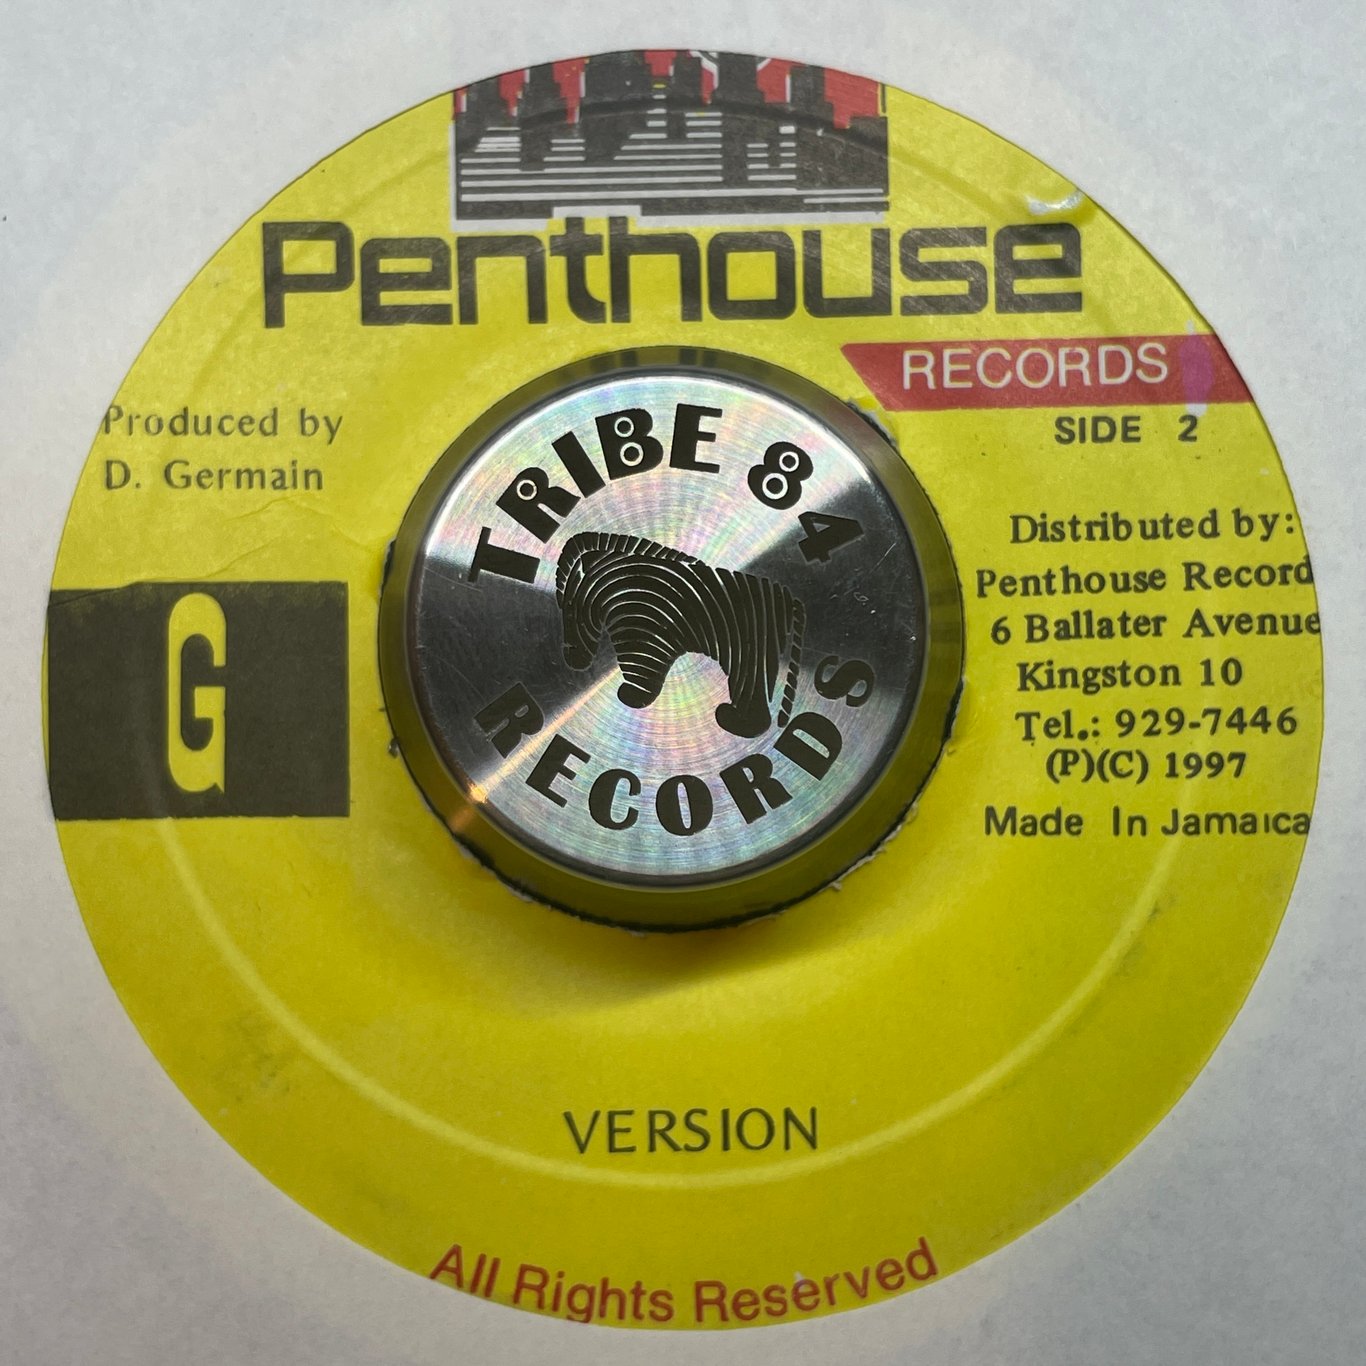 Penthouse
RECORDS
SIDE 2
Produced by
D. Germain
G
TRIBE 84
RECORDS
Distributed by:
Penthouse Record
6 Ballater Avenue
Kingston 10
Tel.: 929-7446
(P)(C) 1997
Made In Jamaica
VERSION
All Rights Reserved